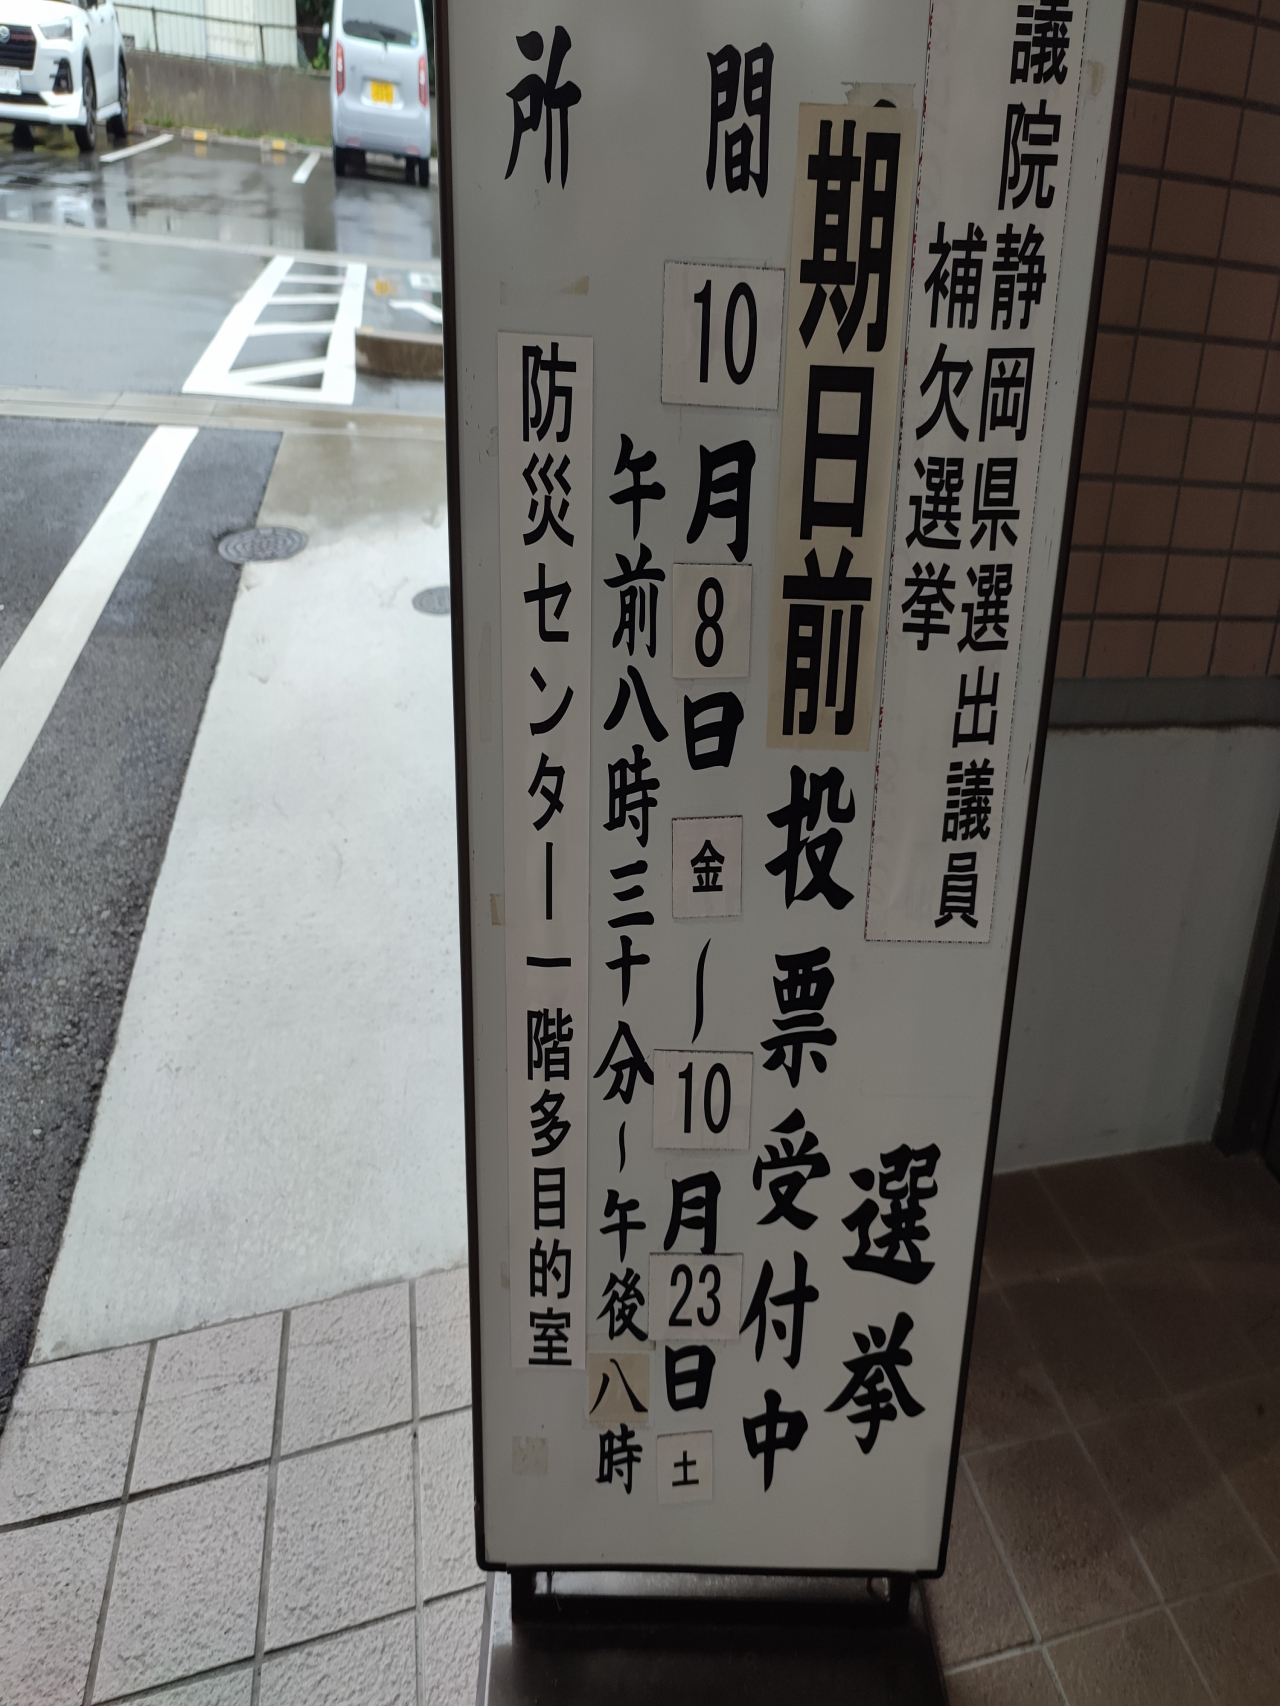 議院静岡県選出議員
補欠選挙
選挙
期日前投票受付中
間 10月8日 金 〜 10月23日 土
午前八時三十分〜午後八時
所 防災センター一階多目的室